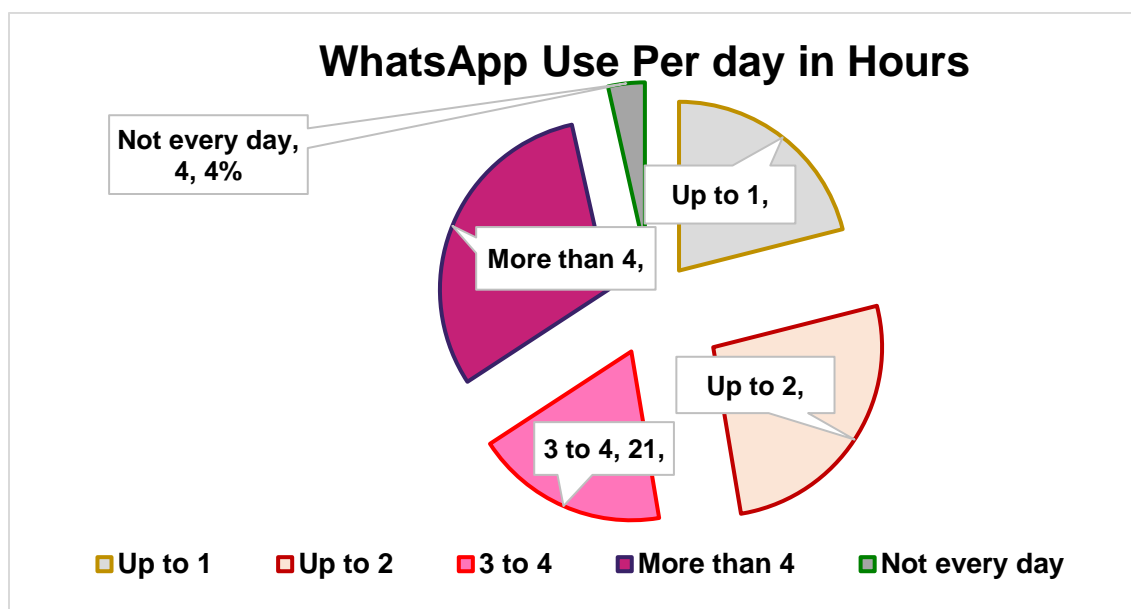 WhatsApp Use Per day in Hours
Not every day,
4, 4%
Up to 1,
More than 4,
Up to 2,
3 to 4, 21,
Up to 1
Up to 2
3 to 4
More than 4
Not every day